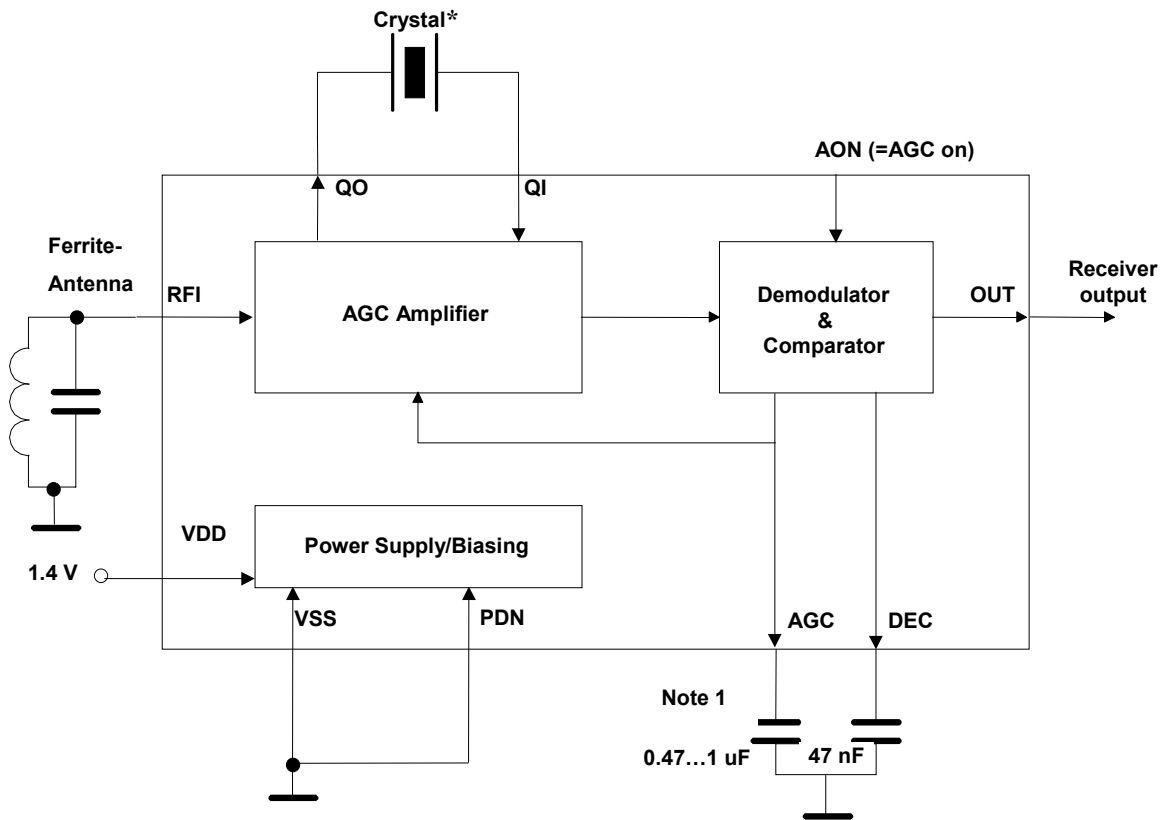 Crystal*
AON (=AGC on)
QO
QI
Ferrite-
Antenna
RFI
AGC Amplifier
Demodulator
&
Comparator
OUT
Receiver
output
VDD
Power Supply/Biasing
1.4 V
VSS
PDN
AGC
DEC
Note 1
0.47...1 uF
47 nF